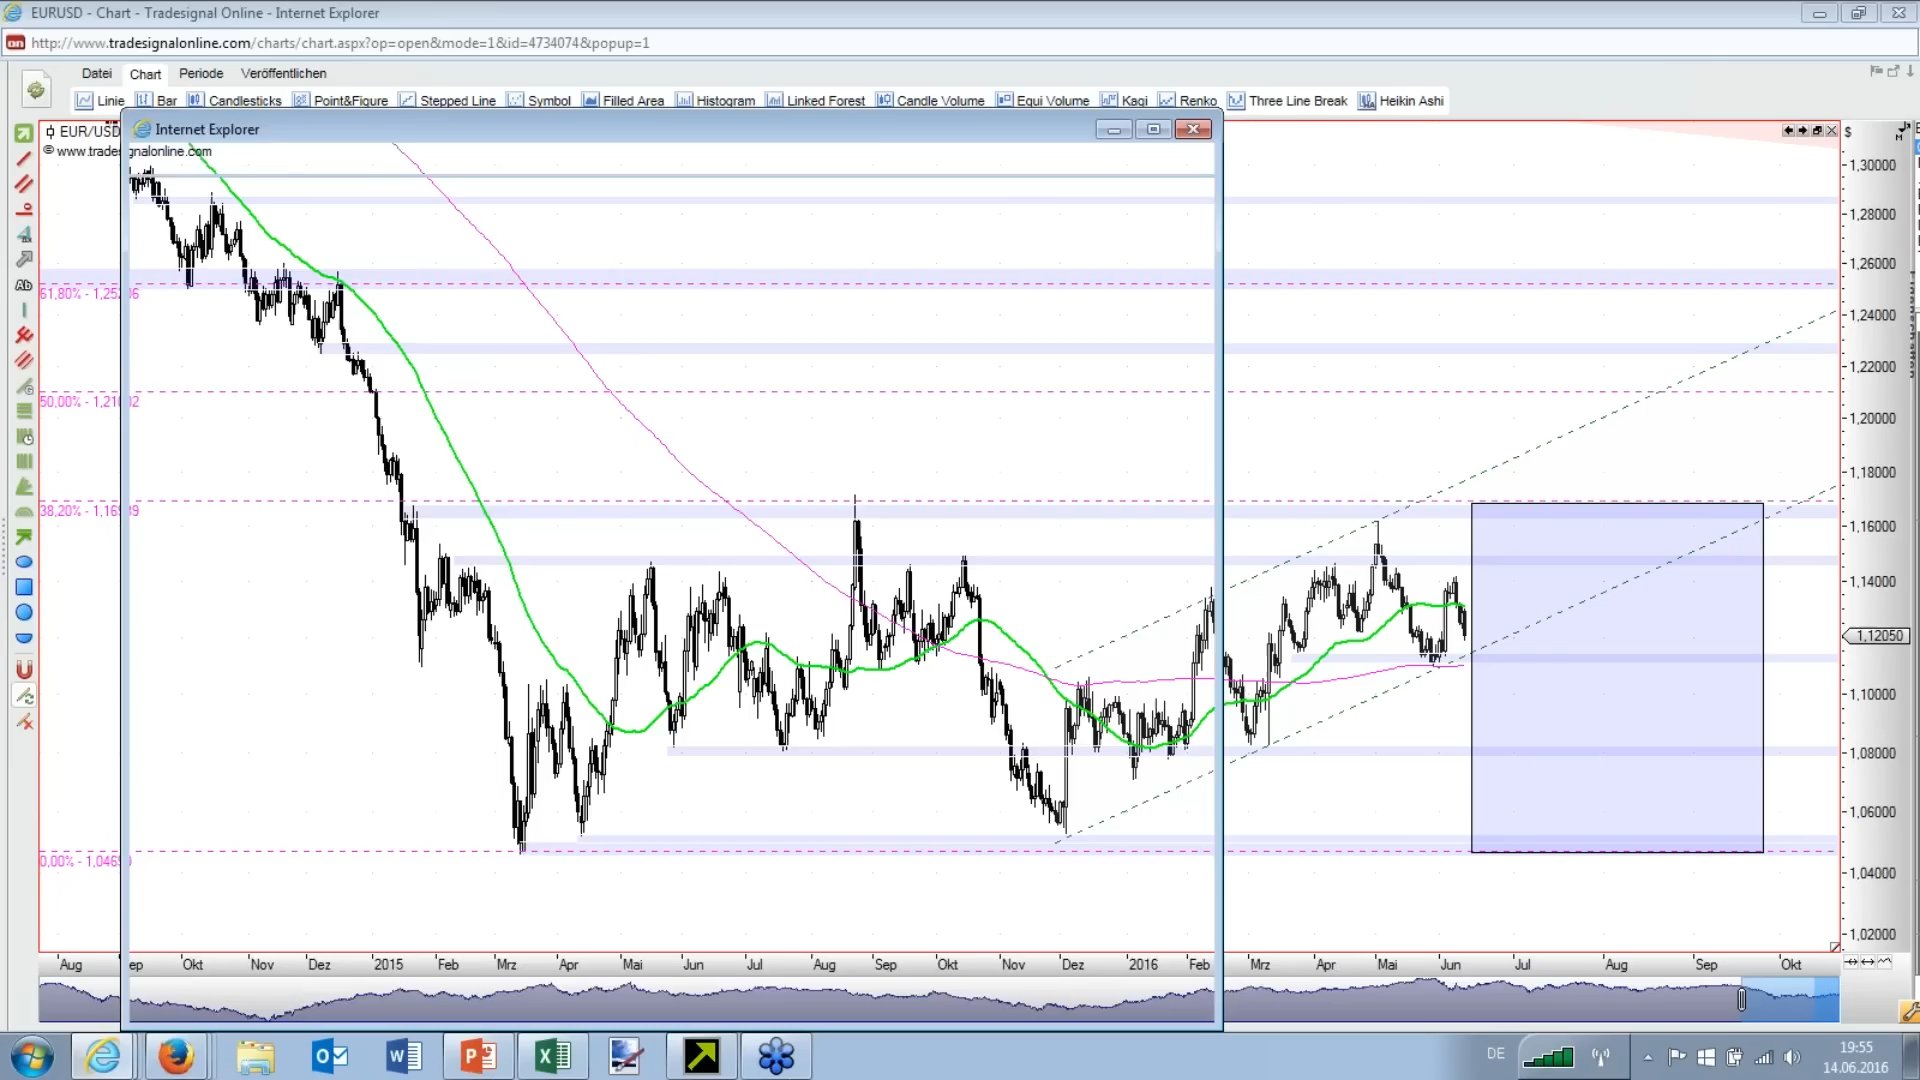 EURUSD - Chart - Tradesignal Online - Internet Explorer
http://www.tradesignalonline.com/charts/chart.aspx?op=open&mode=1&id=4734074&popup=1
Datei Chart Periode Veröffentlichen
Linie Bar Candlesticks Point&Figure Stepped Line Symbol Filled Area Histogram Linked Forest Candle Volume Equi Volume Kagi Renko Three Line Break Heikin Ashi
EUR/USD
Internet Explorer
© www.tradesignalonline.com
$
1,30000
1,28000
1,26000
61,80% - 1,25
1,24000
1,22000
50,00% - 1,21
1,20000
1,18000
38,20% - 1,16
1,16000
1,14000
1,12050
1,10000
1,08000
1,06000
0,00% - 1,046
1,04000
1,02000
Ab
Aug ep Okt Nov Dez 2015 Feb Mrz Apr Mai Jun Jul Aug Sep Okt Nov Dez 2016 Feb Mrz Apr Mai Jun Jul Aug Sep Okt
DE
19:55
14.06.2016